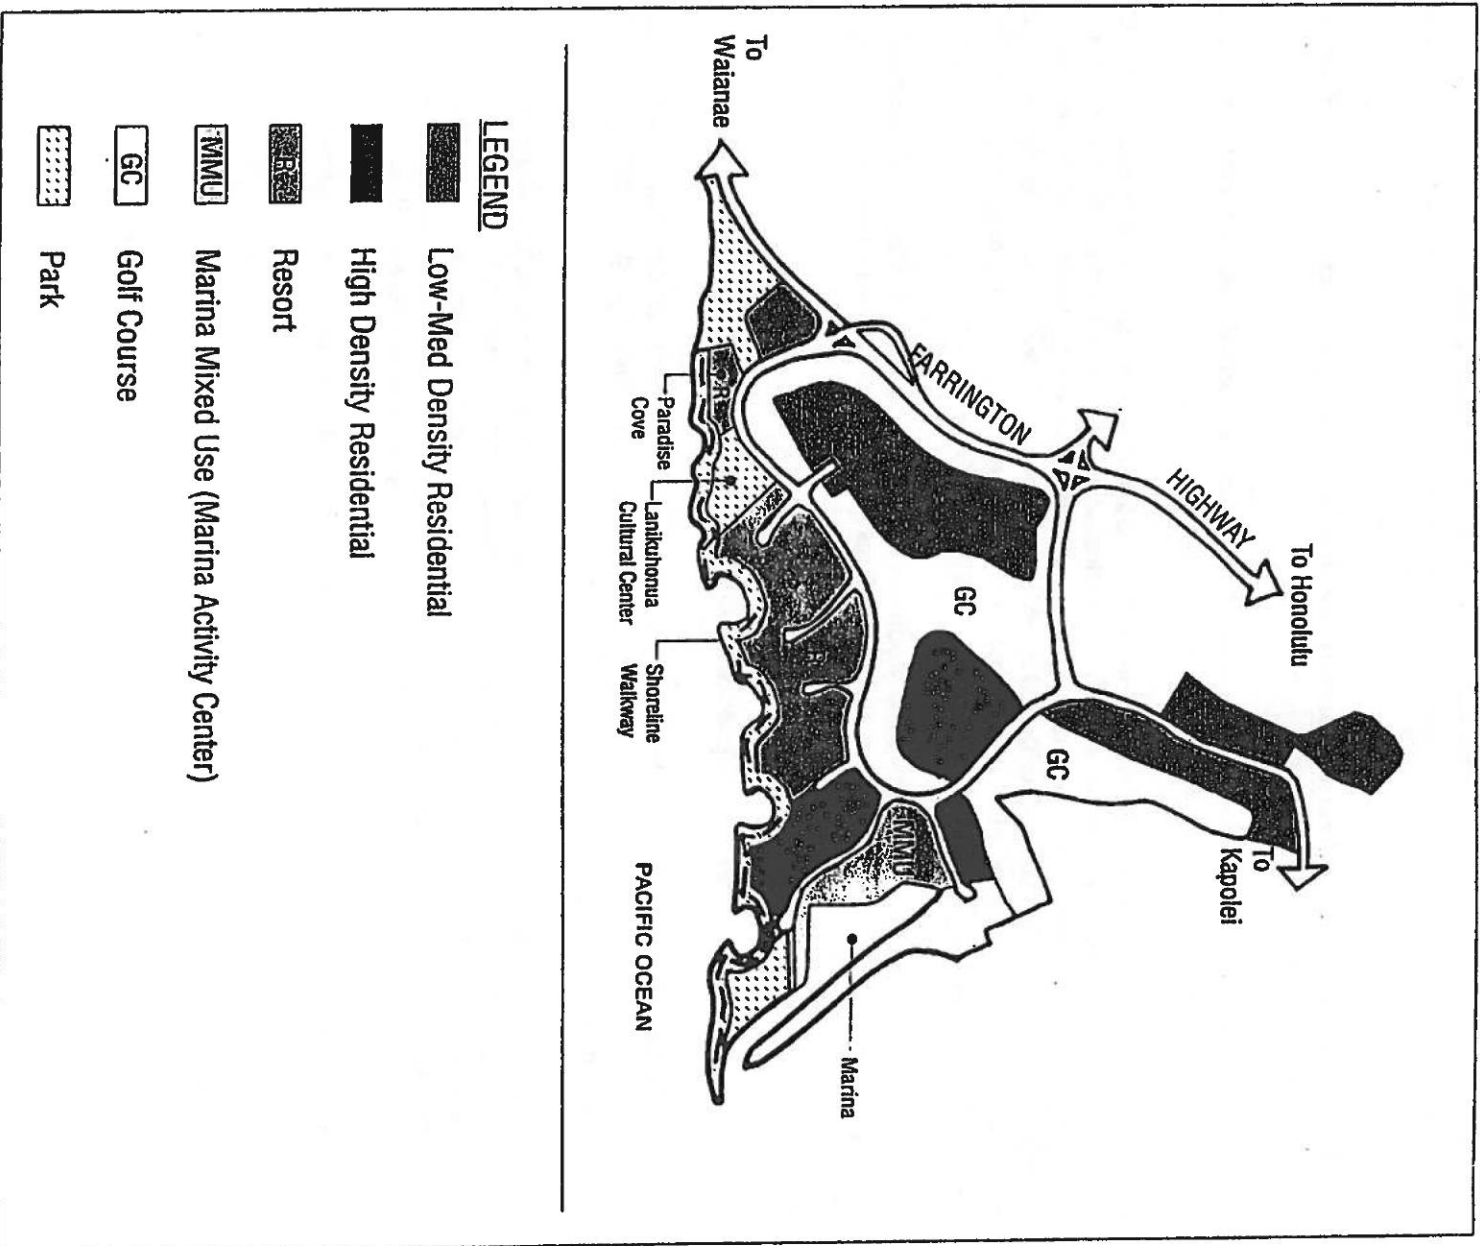 To
Waianae
FARRINGTON
HIGHWAY
To Honolulu
To
Kapolei
GC
GC
R
R
MMU
Paradise
Cove
Lanikuhonua
Cultural Center
Shoreline
Walkway
PACIFIC OCEAN
Marina
LEGEND
Low-Med Density Residential
High Density Residential
R
Resort
MMU
Marina Mixed Use (Marina Activity Center)
GC
Golf Course
Park